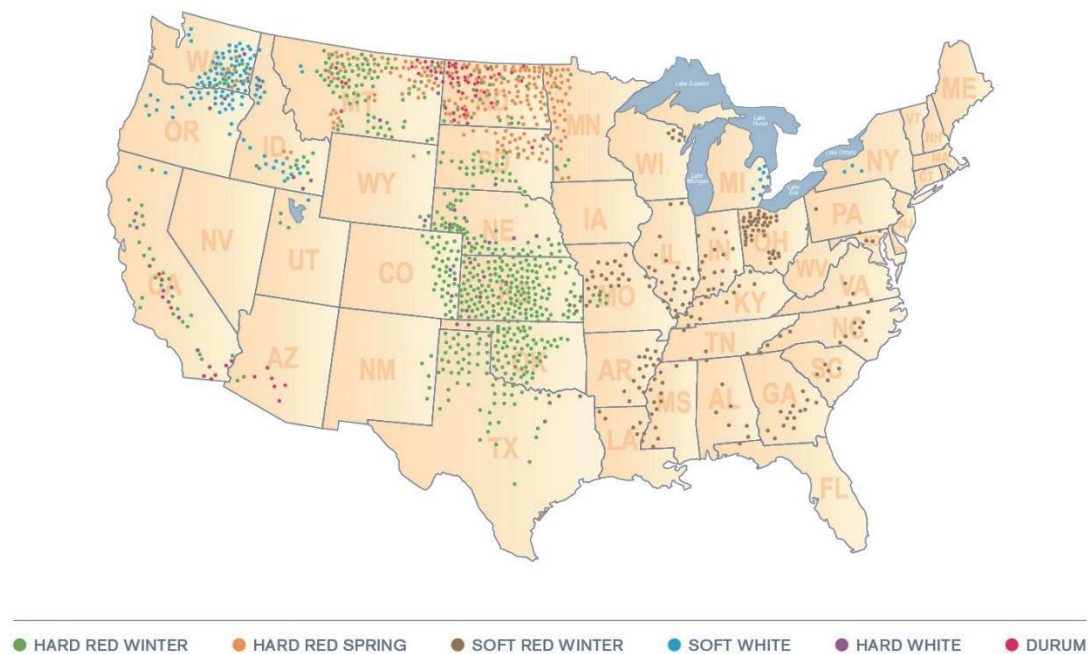 Lake Superior
WA
ME
MT
ND
Lake Huron
MN
VT
OR
Lake Ontario
NH
ID
SD
WI
NY
MA
WY
Lake Michigan
MI
CT
Lake Erie
IA
PA
NJ
NE
NV
OH
UT
CO
IL
IN
WV
CA
KS
MO
VA
KY
NC
TN
AZ
NM
OK
AR
SC
MS
AL
GA
TX
LA
FL
HARD RED WINTER HARD RED SPRING SOFT RED WINTER SOFT WHITE HARD WHITE DURUM